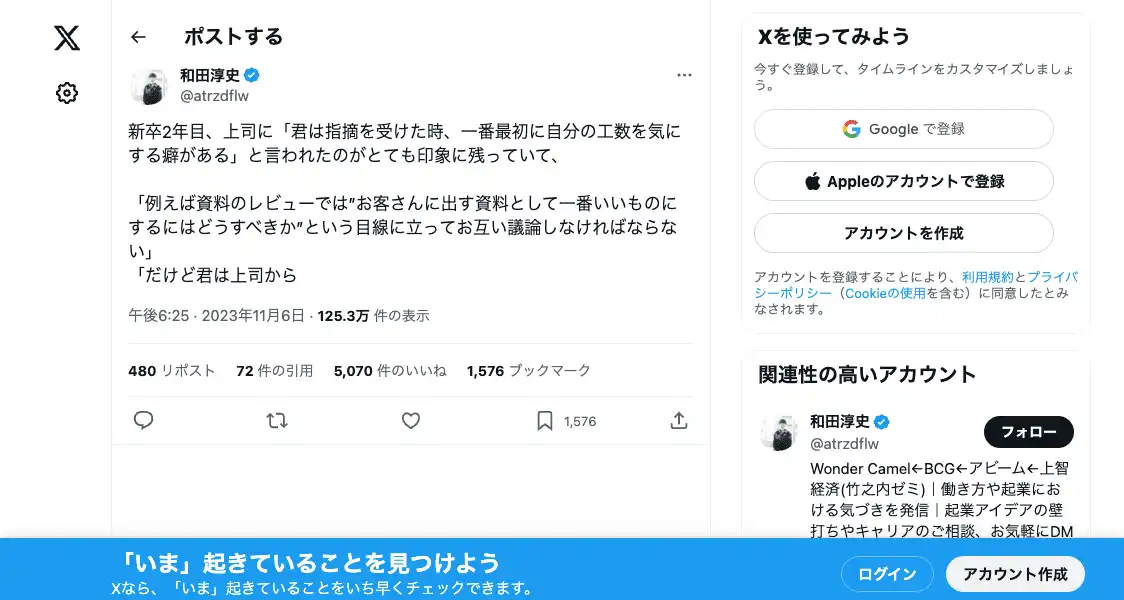 ポストする
和田淳史
@atrzdflw
新卒2年目、上司に「君は指摘を受けた時、一番最初に自分の工数を気に
する癖がある」と言われたのがとても印象に残っていて、
「例えば資料のレビューでは”お客さんに出す資料として一番いいものに
するにはどうすべきか”という目線に立ってお互い議論しなければならな
い」
「だけど君は上司から
午後6:25 · 2023年11月6日 · 125.3万 件の表示
480 リポスト 72 件の引用 5,070 件のいいね 1,576 ブックマーク
1,576
Xを使ってみよう
今すぐ登録して、タイムラインをカスタマイズしましょ
う。
Google で登録
Appleのアカウントで登録
アカウントを作成
アカウントを登録することにより、利用規約とプライバ
シーポリシー（Cookieの使用を含む）に同意したとみ
なされます。
関連性の高いアカウント
和田淳史
@atrzdflw
フォロー
Wonder Camel←BCG←アビーム←上智
経済(竹之内ゼミ)｜働き方や起業にお
ける気づきを発信｜起業アイデアの壁
打ちやキャリアのご相談、お気軽にDM
「いま」起きていることを見つけよう
Xなら、「いま」起きていることをいち早くチェックできます。
ログイン
アカウント作成